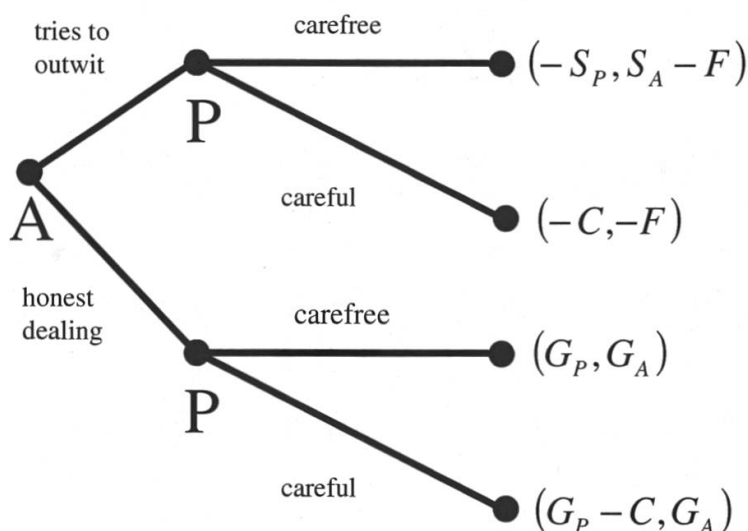 tries to
outwit
carefree
(−S_P, S_A − F)
P
careful
(−C,−F)
A
honest
dealing
carefree
(G_P, G_A)
P
careful
(G_P − C, G_A)